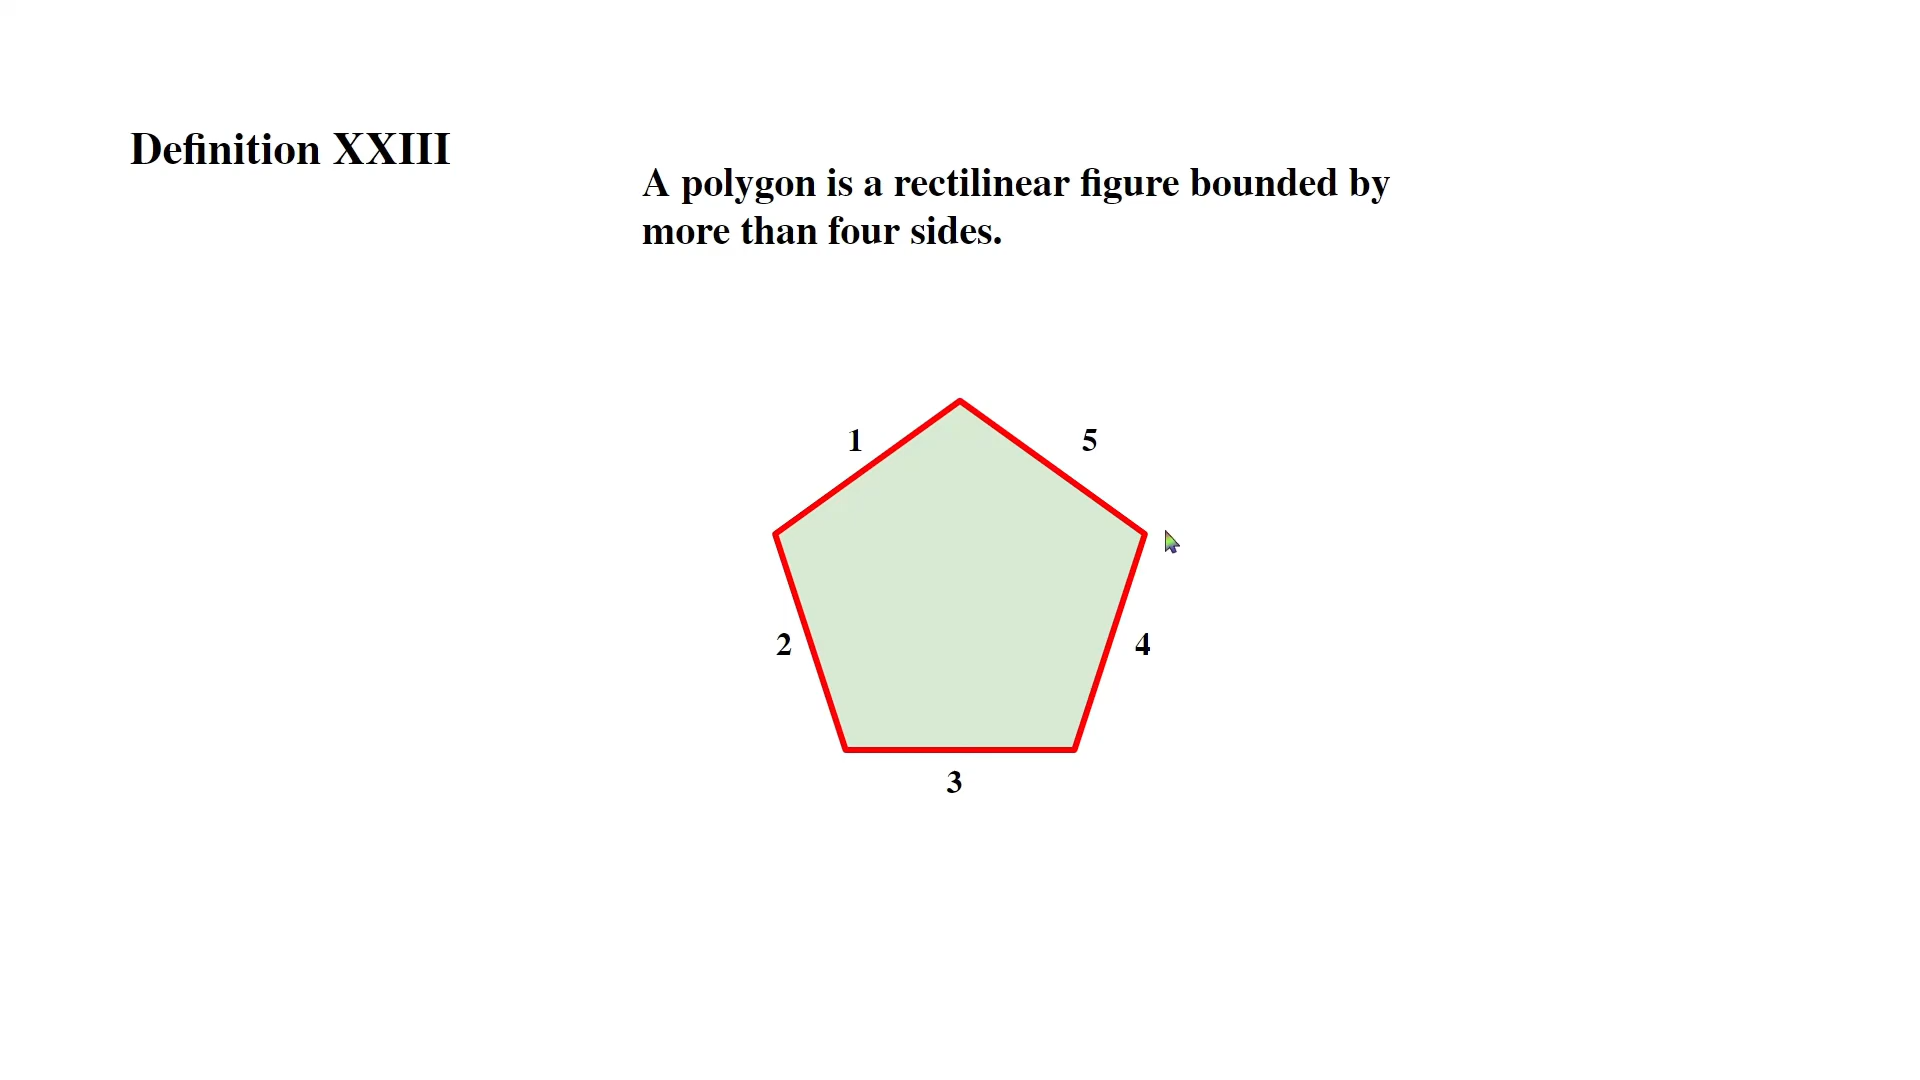 Definition XXIII
A polygon is a rectilinear figure bounded by
more than four sides.
1
5
2
4
3